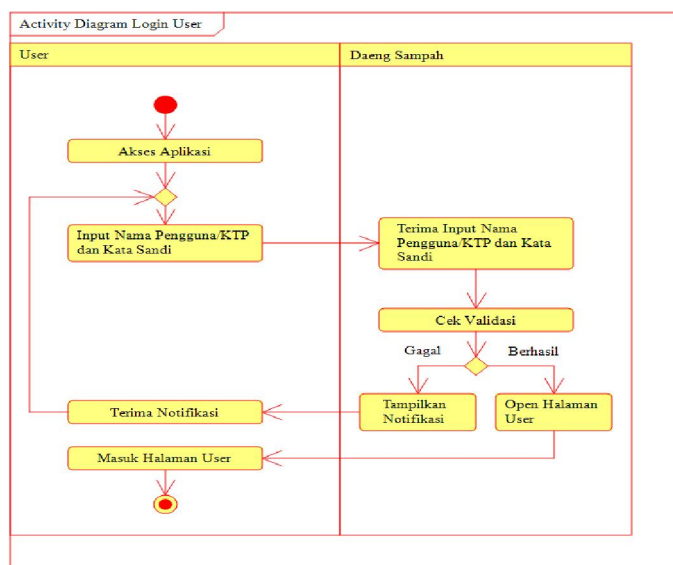 Activity Diagram Login User
User
Daeng Sampah
Akses Aplikasi
Input Nama Pengguna/KTP
dan Kata Sandi
Terima Input Nama
Pengguna/KTP dan Kata
Sandi
Cek Validasi
Gagal
Berhasil
Terima Notifikasi
Tampilkan
Notifikasi
Open Halaman
User
Masuk Halaman User